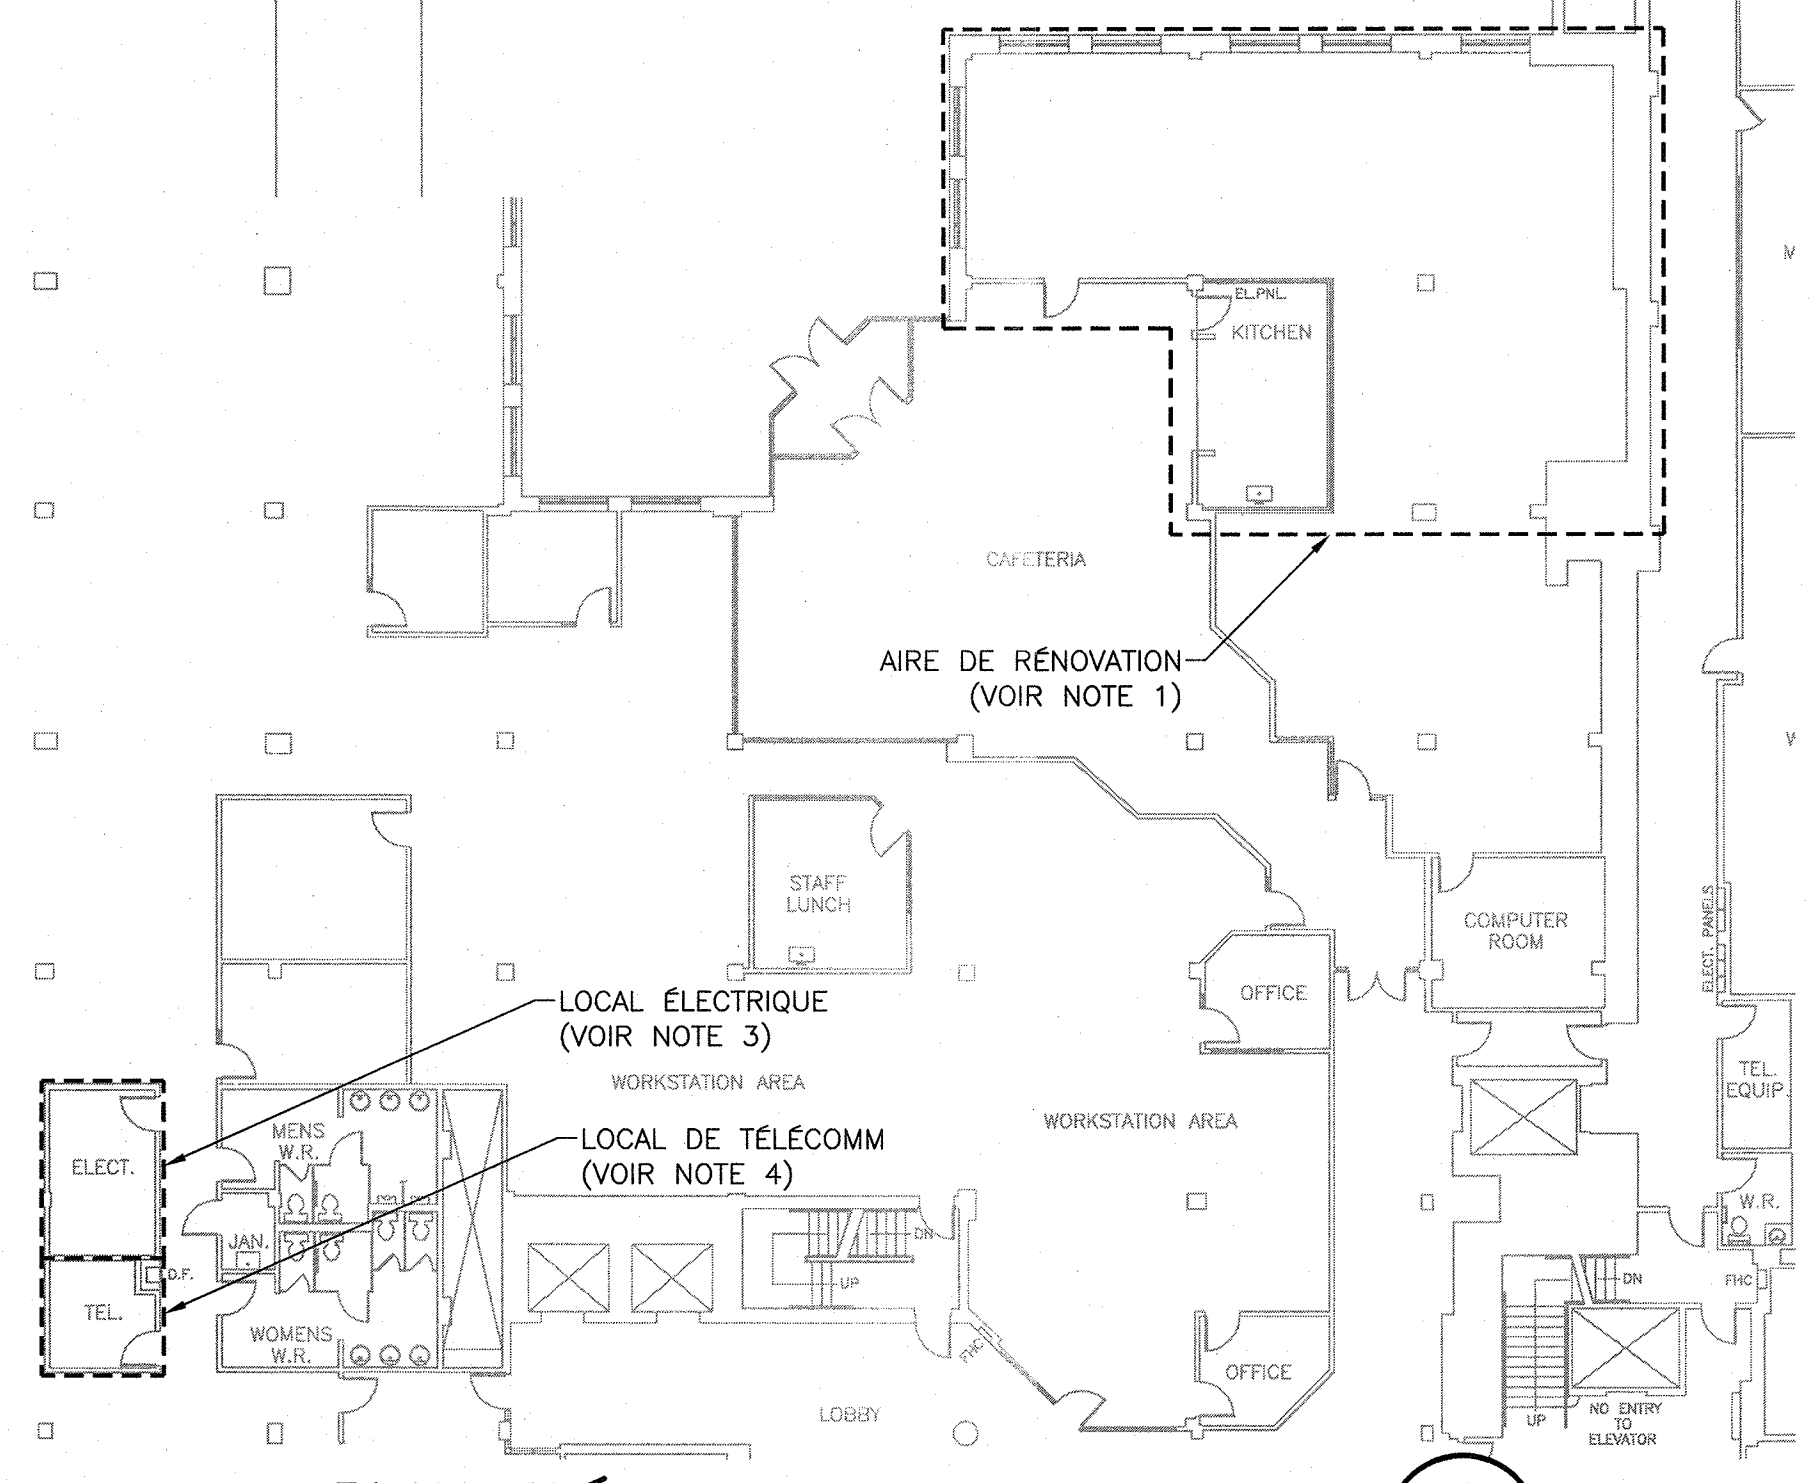 EL.PNL.
KITCHEN
CAFETERIA
AIRE DE RÉNOVATION
(VOIR NOTE 1)
STAFF
LUNCH
COMPUTER
ROOM
ELECT. PANELS
OFFICE
LOCAL ÉLECTRIQUE
(VOIR NOTE 3)
WORKSTATION AREA
TEL.
EQUIP.
WORKSTATION AREA
MENS
W.R.
LOCAL DE TÉLÉCOMM
(VOIR NOTE 4)
ELECT.
W.R.
JAN.
DN
D.F.
UP
DN
FHC
TEL.
WOMENS
W.R.
FHC
OFFICE
LOBBY
UP
NO ENTRY
TO
ELEVATOR